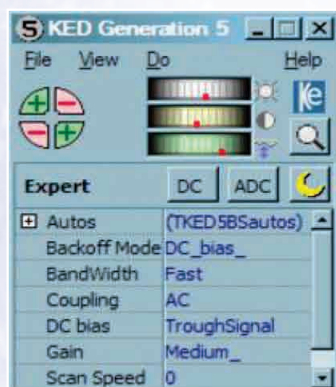 S KED Generation 5
File View Do Help
Ke
Expert DC ADC
Autos (TKED5BSautos)
Backoff Mode DC_bias_
BandWidth Fast
Coupling AC
DC bias TroughSignal
Gain Medium_
Scan Speed 0